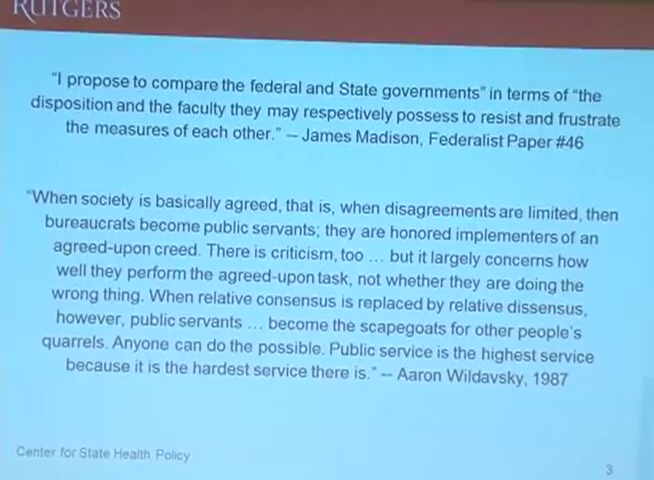 RUTGERS
"I propose to compare the federal and State governments" in terms of "the
disposition and the faculty they may respectively possess to resist and frustrate
the measures of each other." – James Madison, Federalist Paper #46
"When society is basically agreed, that is, when disagreements are limited, then
bureaucrats become public servants; they are honored implementers of an
agreed-upon creed. There is criticism, too … but it largely concerns how
well they perform the agreed-upon task, not whether they are doing the
wrong thing. When relative consensus is replaced by relative dissensus,
however, public servants … become the scapegoats for other people's
quarrels. Anyone can do the possible. Public service is the highest service
because it is the hardest service there is." -- Aaron Wildavsky, 1987
Center for State Health Policy
3